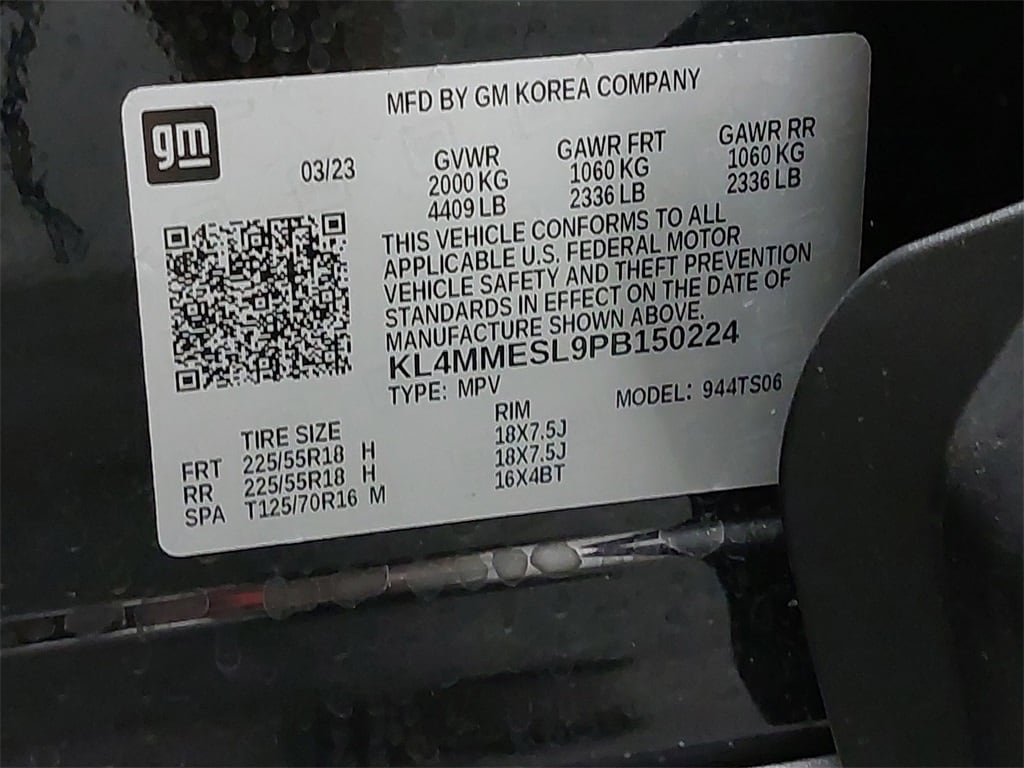 gm
MFD BY GM KOREA COMPANY
03/23
GVWR GAWR FRT GAWR RR
2000 KG 1060 KG 1060 KG
4409 LB 2336 LB 2336 LB
THIS VEHICLE CONFORMS TO ALL
APPLICABLE U.S. FEDERAL MOTOR
VEHICLE SAFETY AND THEFT PREVENTION
STANDARDS IN EFFECT ON THE DATE OF
MANUFACTURE SHOWN ABOVE.
KL4MMESL9PB150224
TYPE: MPV MODEL: 944TS06
TIRE SIZE RIM
FRT 225/55R18 H 18X7.5J
RR 225/55R18 H 18X7.5J
SPA T125/70R16 M 16X4BT